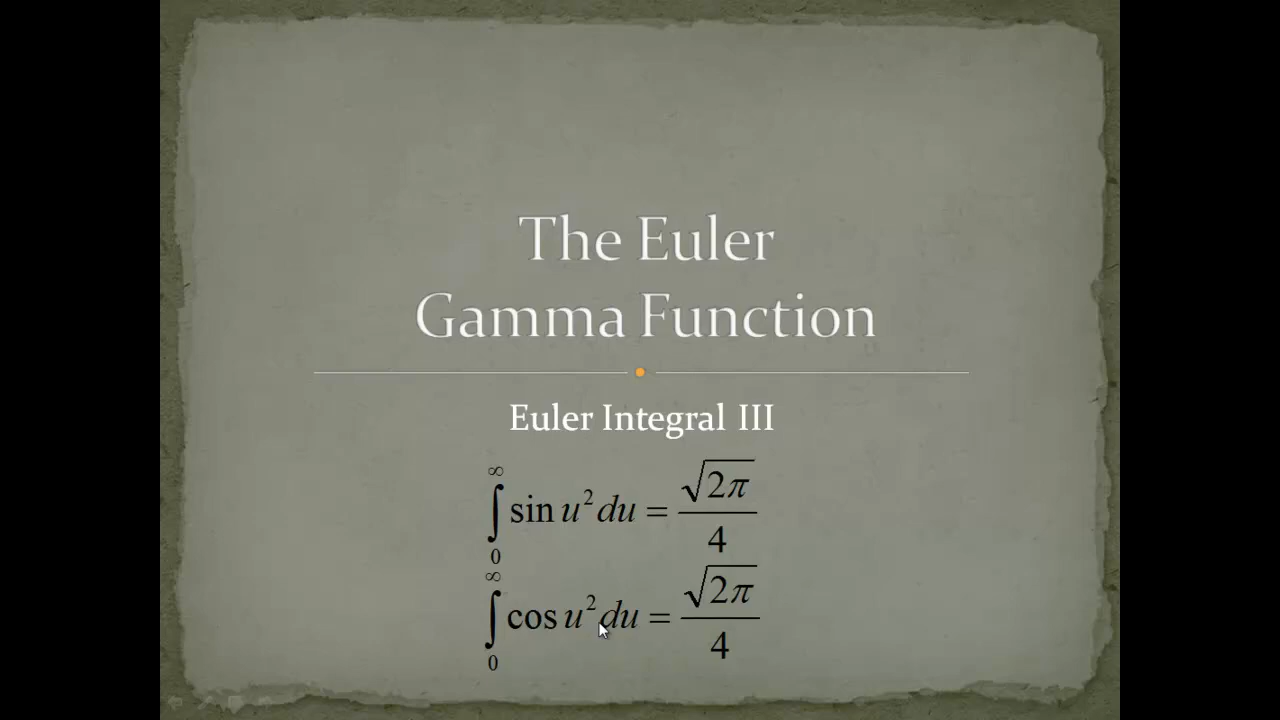 The Euler
Gamma Function
Euler Integral III
∫₀^∞ sin u² du = √2π / 4
∫₀^∞ cos u² du = √2π / 4